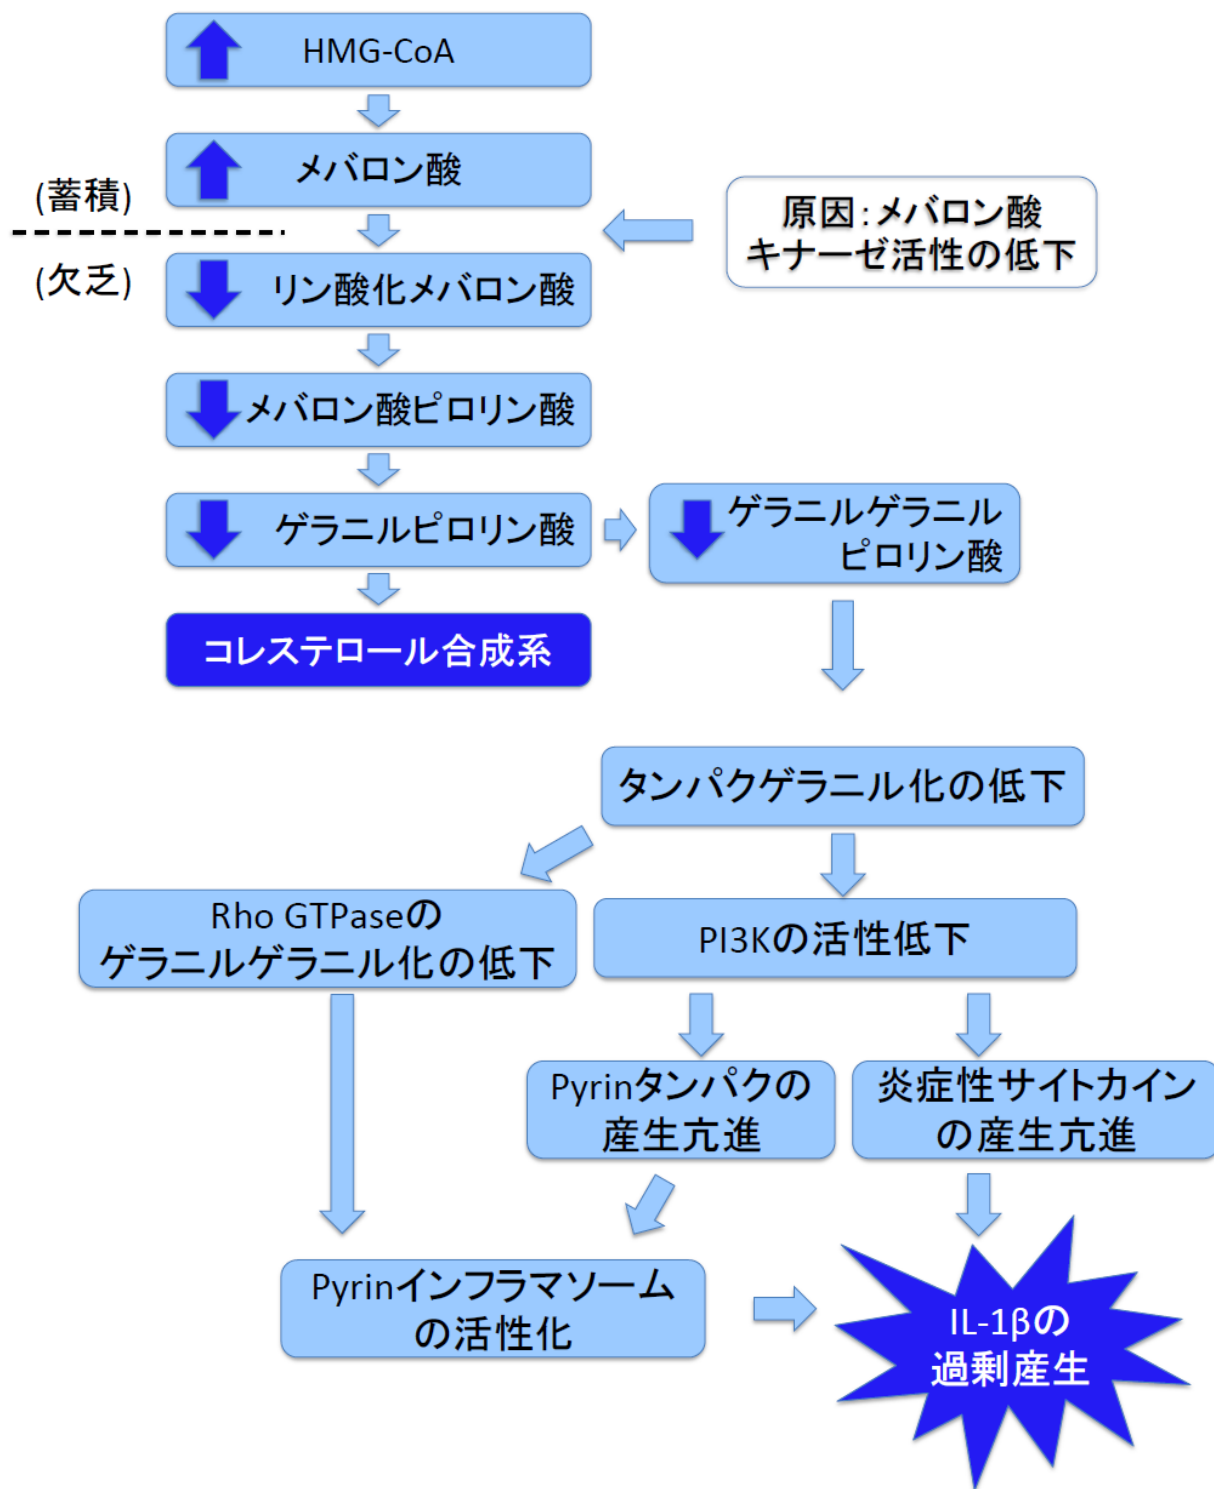 HMG-CoA
メバロン酸
(蓄積)
原因：メバロン酸
キナーゼ活性の低下
(欠乏)
リン酸化メバロン酸
メバロン酸ピロリン酸
ゲラニルピロリン酸
ゲラニルゲラニル
ピロリン酸
コレステロール合成系
タンパクゲラニル化の低下
Rho GTPaseの
ゲラニルゲラニル化の低下
PI3Kの活性低下
Pyrinタンパクの
産生亢進
炎症性サイトカイン
の産生亢進
Pyrinインフラマソーム
の活性化
IL-1βの
過剰産生